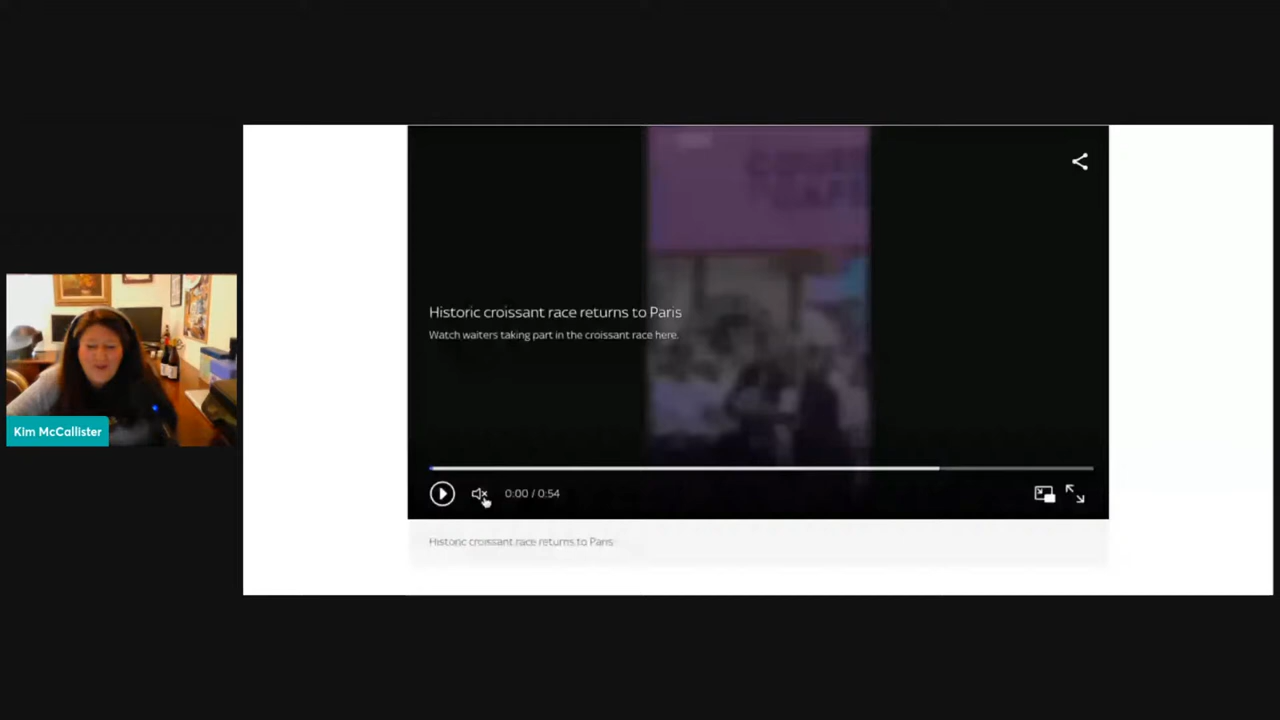 Historic croissant race returns to Paris
Watch waiters taking part in the croissant race here.
Kim McCallister
0:00 / 0:54
Historic croissant race returns to Paris